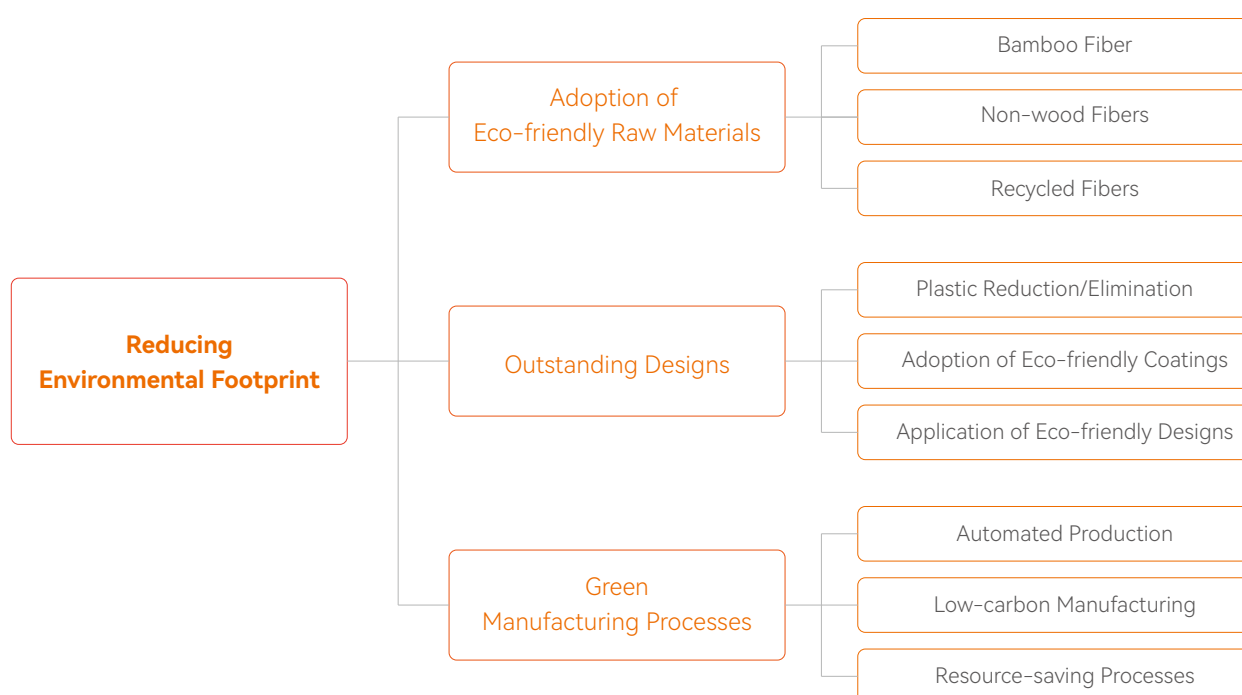 Reducing
Environmental Footprint
Adoption of
Eco-friendly Raw Materials
Bamboo Fiber
Non-wood Fibers
Recycled Fibers
Outstanding Designs
Plastic Reduction/Elimination
Adoption of Eco-friendly Coatings
Application of Eco-friendly Designs
Green
Manufacturing Processes
Automated Production
Low-carbon Manufacturing
Resource-saving Processes